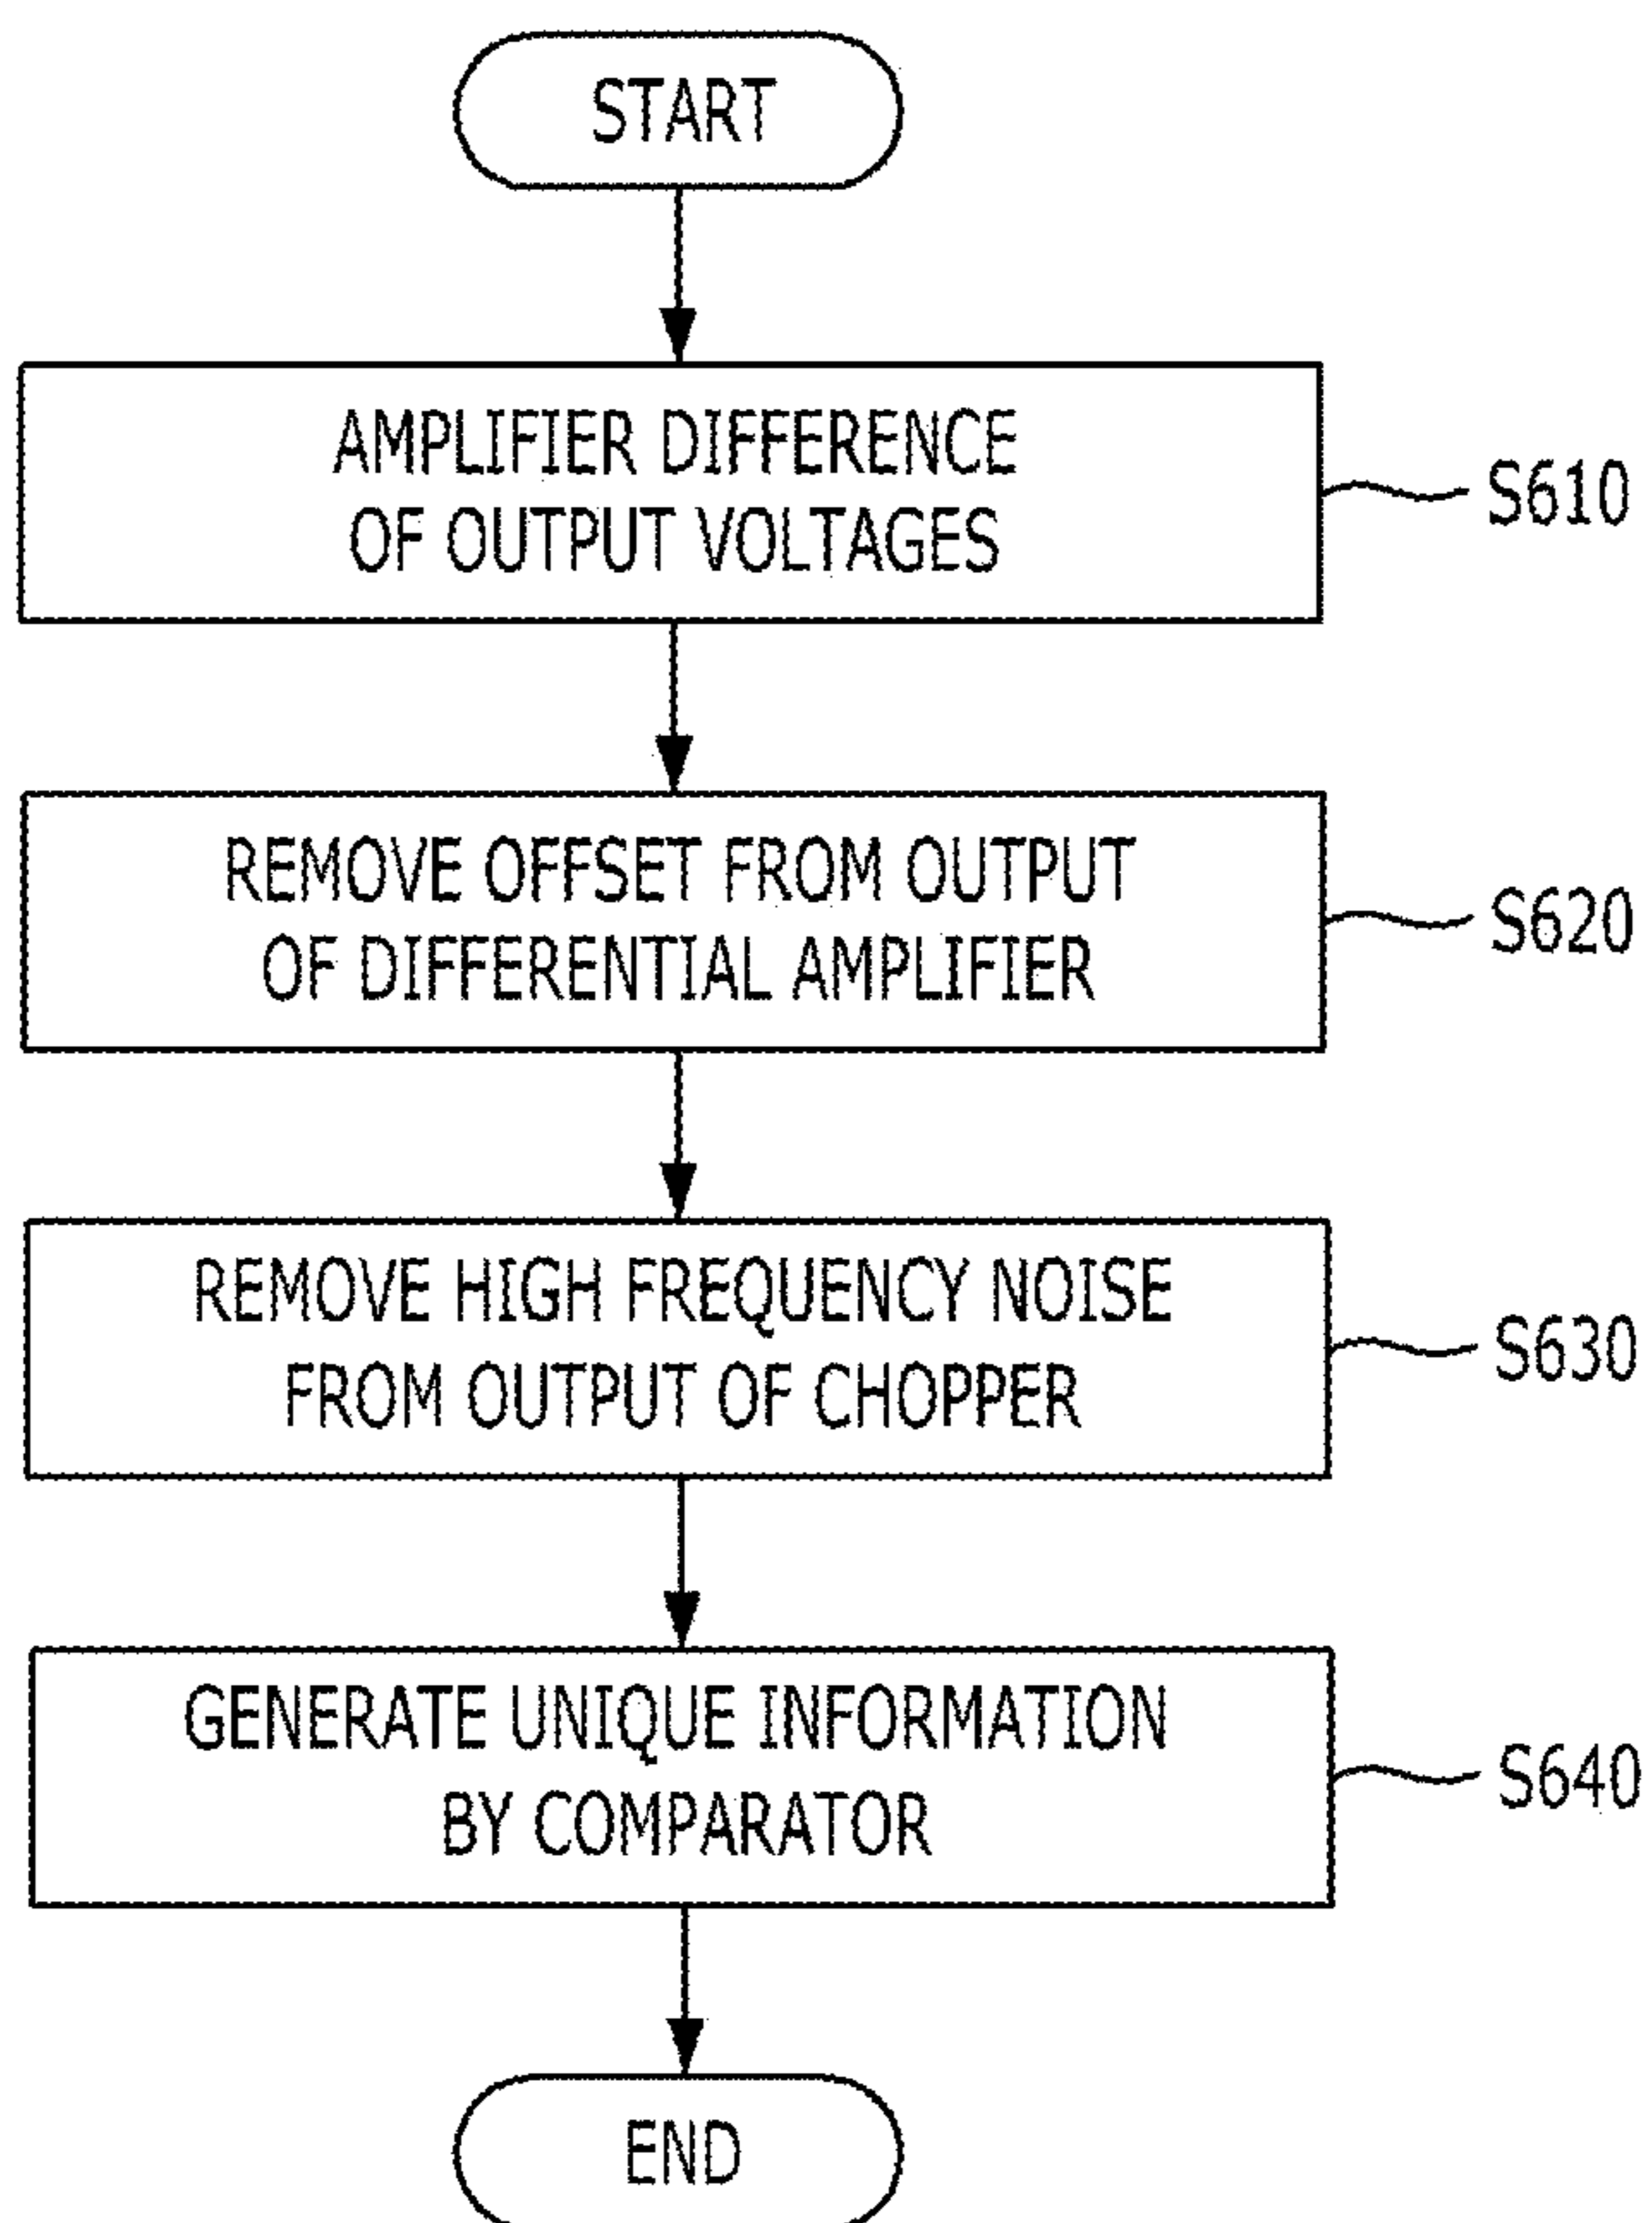 START
AMPLIFIER DIFFERENCE
OF OUTPUT VOLTAGES
S610
REMOVE OFFSET FROM OUTPUT
OF DIFFERENTIAL AMPLIFIER
S620
REMOVE HIGH FREQUENCY NOISE
FROM OUTPUT OF CHOPPER
S630
GENERATE UNIQUE INFORMATION
BY COMPARATOR
S640
END